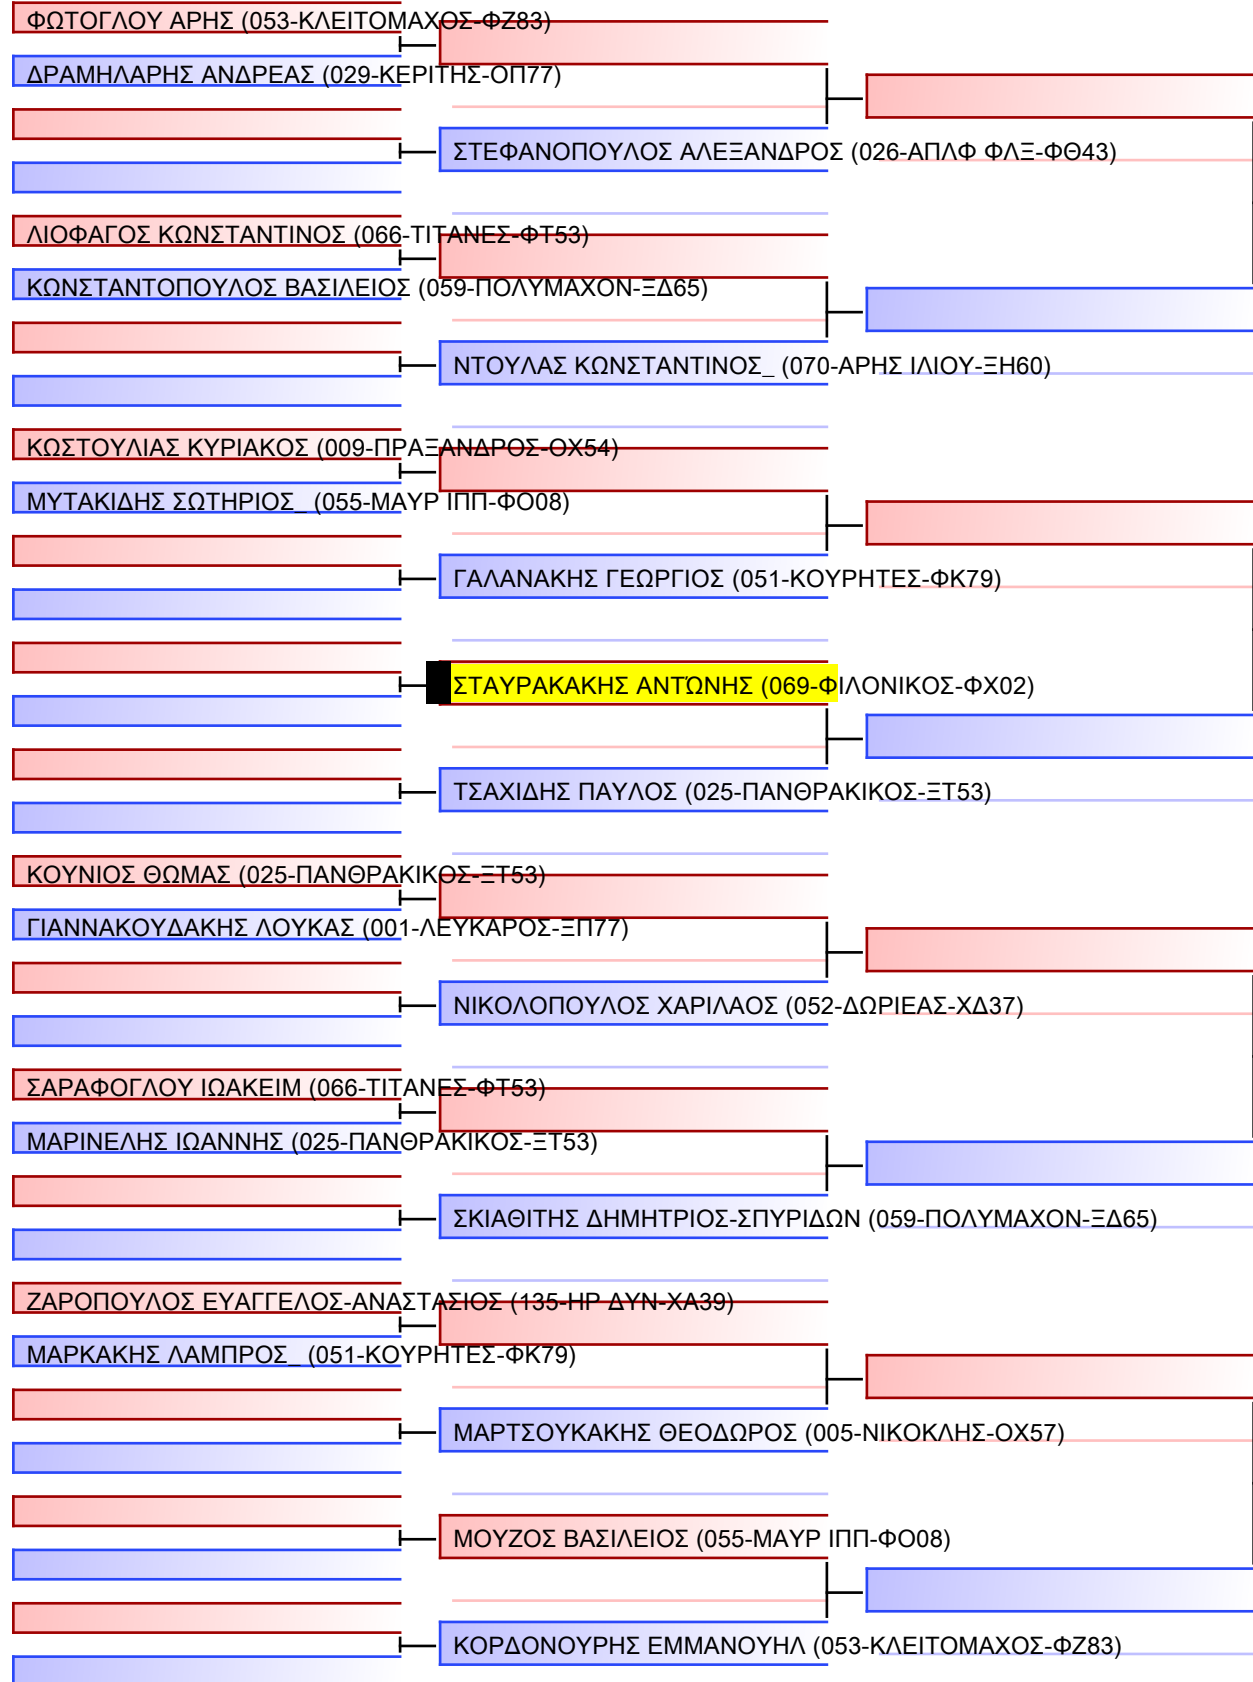 ΦΩΤΟΓΛΟΥ ΑΡΗΣ (053-ΚΛΕΙΤΟΜΑΧΟΣ-ΦΖ83)
ΔΡΑΜΗΛΑΡΗΣ ΑΝΔΡΕΑΣ (029-ΚΕΡΙΤΗΣ-ΟΠ77)
ΣΤΕΦΑΝΟΠΟΥΛΟΣ ΑΛΕΞΑΝΔΡΟΣ (026-ΑΠΛΦ ΦΛΞ-ΦΘ43)
ΛΙΟΦΑΓΟΣ ΚΩΝΣΤΑΝΤΙΝΟΣ (066-ΤΙΤΑΝΕΣ-ΦΤ53)
ΚΩΝΣΤΑΝΤΟΠΟΥΛΟΣ ΒΑΣΙΛΕΙΟΣ (059-ΠΟΛΥΜΑΧΟΝ-ΞΔ65)
ΝΤΟΥΛΑΣ ΚΩΝΣΤΑΝΤΙΝΟΣ_ (070-ΑΡΗΣ ΙΛΙΟΥ-ΞΗ60)
ΚΩΣΤΟΥΛΙΑΣ ΚΥΡΙΑΚΟΣ (009-ΠΡΑΞΑΝΔΡΟΣ-ΟΧ54)
ΜΥΤΑΚΙΔΗΣ ΣΩΤΗΡΙΟΣ_ (055-ΜΑΥΡ ΙΠΠ-ΦΟ08)
ΓΑΛΑΝΑΚΗΣ ΓΕΩΡΓΙΟΣ (051-ΚΟΥΡΗΤΕΣ-ΦΚ79)
ΣΤΑΥΡΑΚΑΚΗΣ ΑΝΤΏΝΗΣ (069-ΦΙΛΟΝΙΚΟΣ-ΦΧ02)
ΤΣΑΧΙΔΗΣ ΠΑΥΛΟΣ (025-ΠΑΝΘΡΑΚΙΚΟΣ-ΞΤ53)
ΚΟΥΝΙΟΣ ΘΩΜΑΣ (025-ΠΑΝΘΡΑΚΙΚΟΣ-ΞΤ53)
ΓΙΑΝΝΑΚΟΥΔΑΚΗΣ ΛΟΥΚΑΣ (001-ΛΕΥΚΑΡΟΣ-ΞΠ77)
ΝΙΚΟΛΟΠΟΥΛΟΣ ΧΑΡΙΛΑΟΣ (052-ΔΩΡΙΕΑΣ-ΧΔ37)
ΣΑΡΑΦΟΓΛΟΥ ΙΩΑΚΕΙΜ (066-ΤΙΤΑΝΕΣ-ΦΤ53)
ΜΑΡΙΝΕΛΗΣ ΙΩΑΝΝΗΣ (025-ΠΑΝΘΡΑΚΙΚΟΣ-ΞΤ53)
ΣΚΙΑΘΙΤΗΣ ΔΗΜΗΤΡΙΟΣ-ΣΠΥΡΙΔΩΝ (059-ΠΟΛΥΜΑΧΟΝ-ΞΔ65)
ΖΑΡΟΠΟΥΛΟΣ ΕΥΑΓΓΕΛΟΣ-ΑΝΑΣΤΑΣΙΟΣ (135-ΗΡ ΔΥΝ-ΧΑ39)
ΜΑΡΚΑΚΗΣ ΛΑΜΠΡΟΣ_ (051-ΚΟΥΡΗΤΕΣ-ΦΚ79)
ΜΑΡΤΣΟΥΚΑΚΗΣ ΘΕΟΔΩΡΟΣ (005-ΝΙΚΟΚΛΗΣ-ΟΧ57)
ΜΟΥΖΟΣ ΒΑΣΙΛΕΙΟΣ (055-ΜΑΥΡ ΙΠΠ-ΦΟ08)
ΚΟΡΔΟΝΟΥΡΗΣ ΕΜΜΑΝΟΥΗΛ (053-ΚΛΕΙΤΟΜΑΧΟΣ-ΦΖ83)